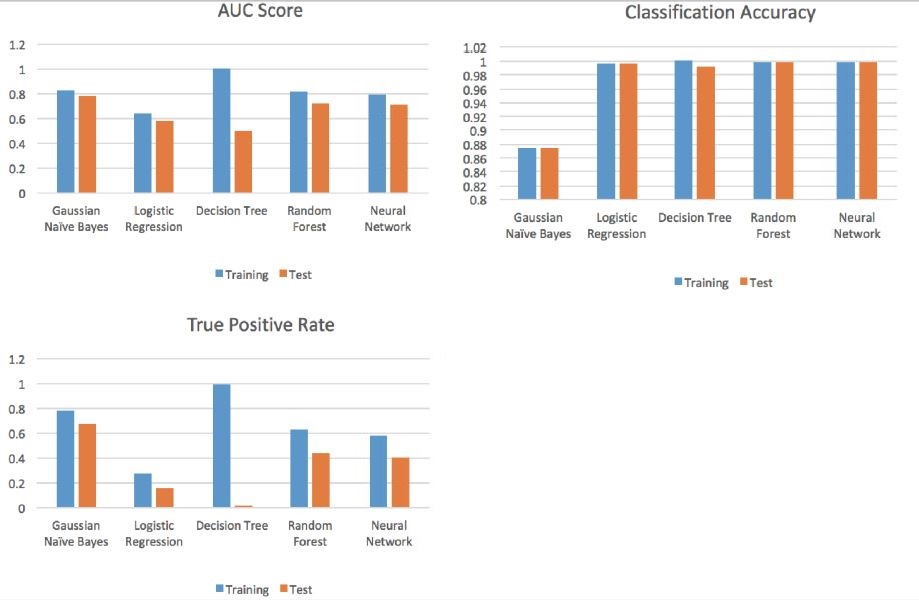 AUC Score
1.2
1
0.8
0.6
0.4
0.2
0
Gaussian Naïve Bayes
Logistic Regression
Decision Tree
Random Forest
Neural Network
Training Test
Classification Accuracy
1.02
1
0.98
0.96
0.94
0.92
0.9
0.88
0.86
0.84
0.82
0.8
Gaussian Naïve Bayes
Logistic Regression
Decision Tree
Random Forest
Neural Network
Training Test
True Positive Rate
1.2
1
0.8
0.6
0.4
0.2
0
Gaussian Naïve Bayes
Logistic Regression
Decision Tree
Random Forest
Neural Network
Training Test